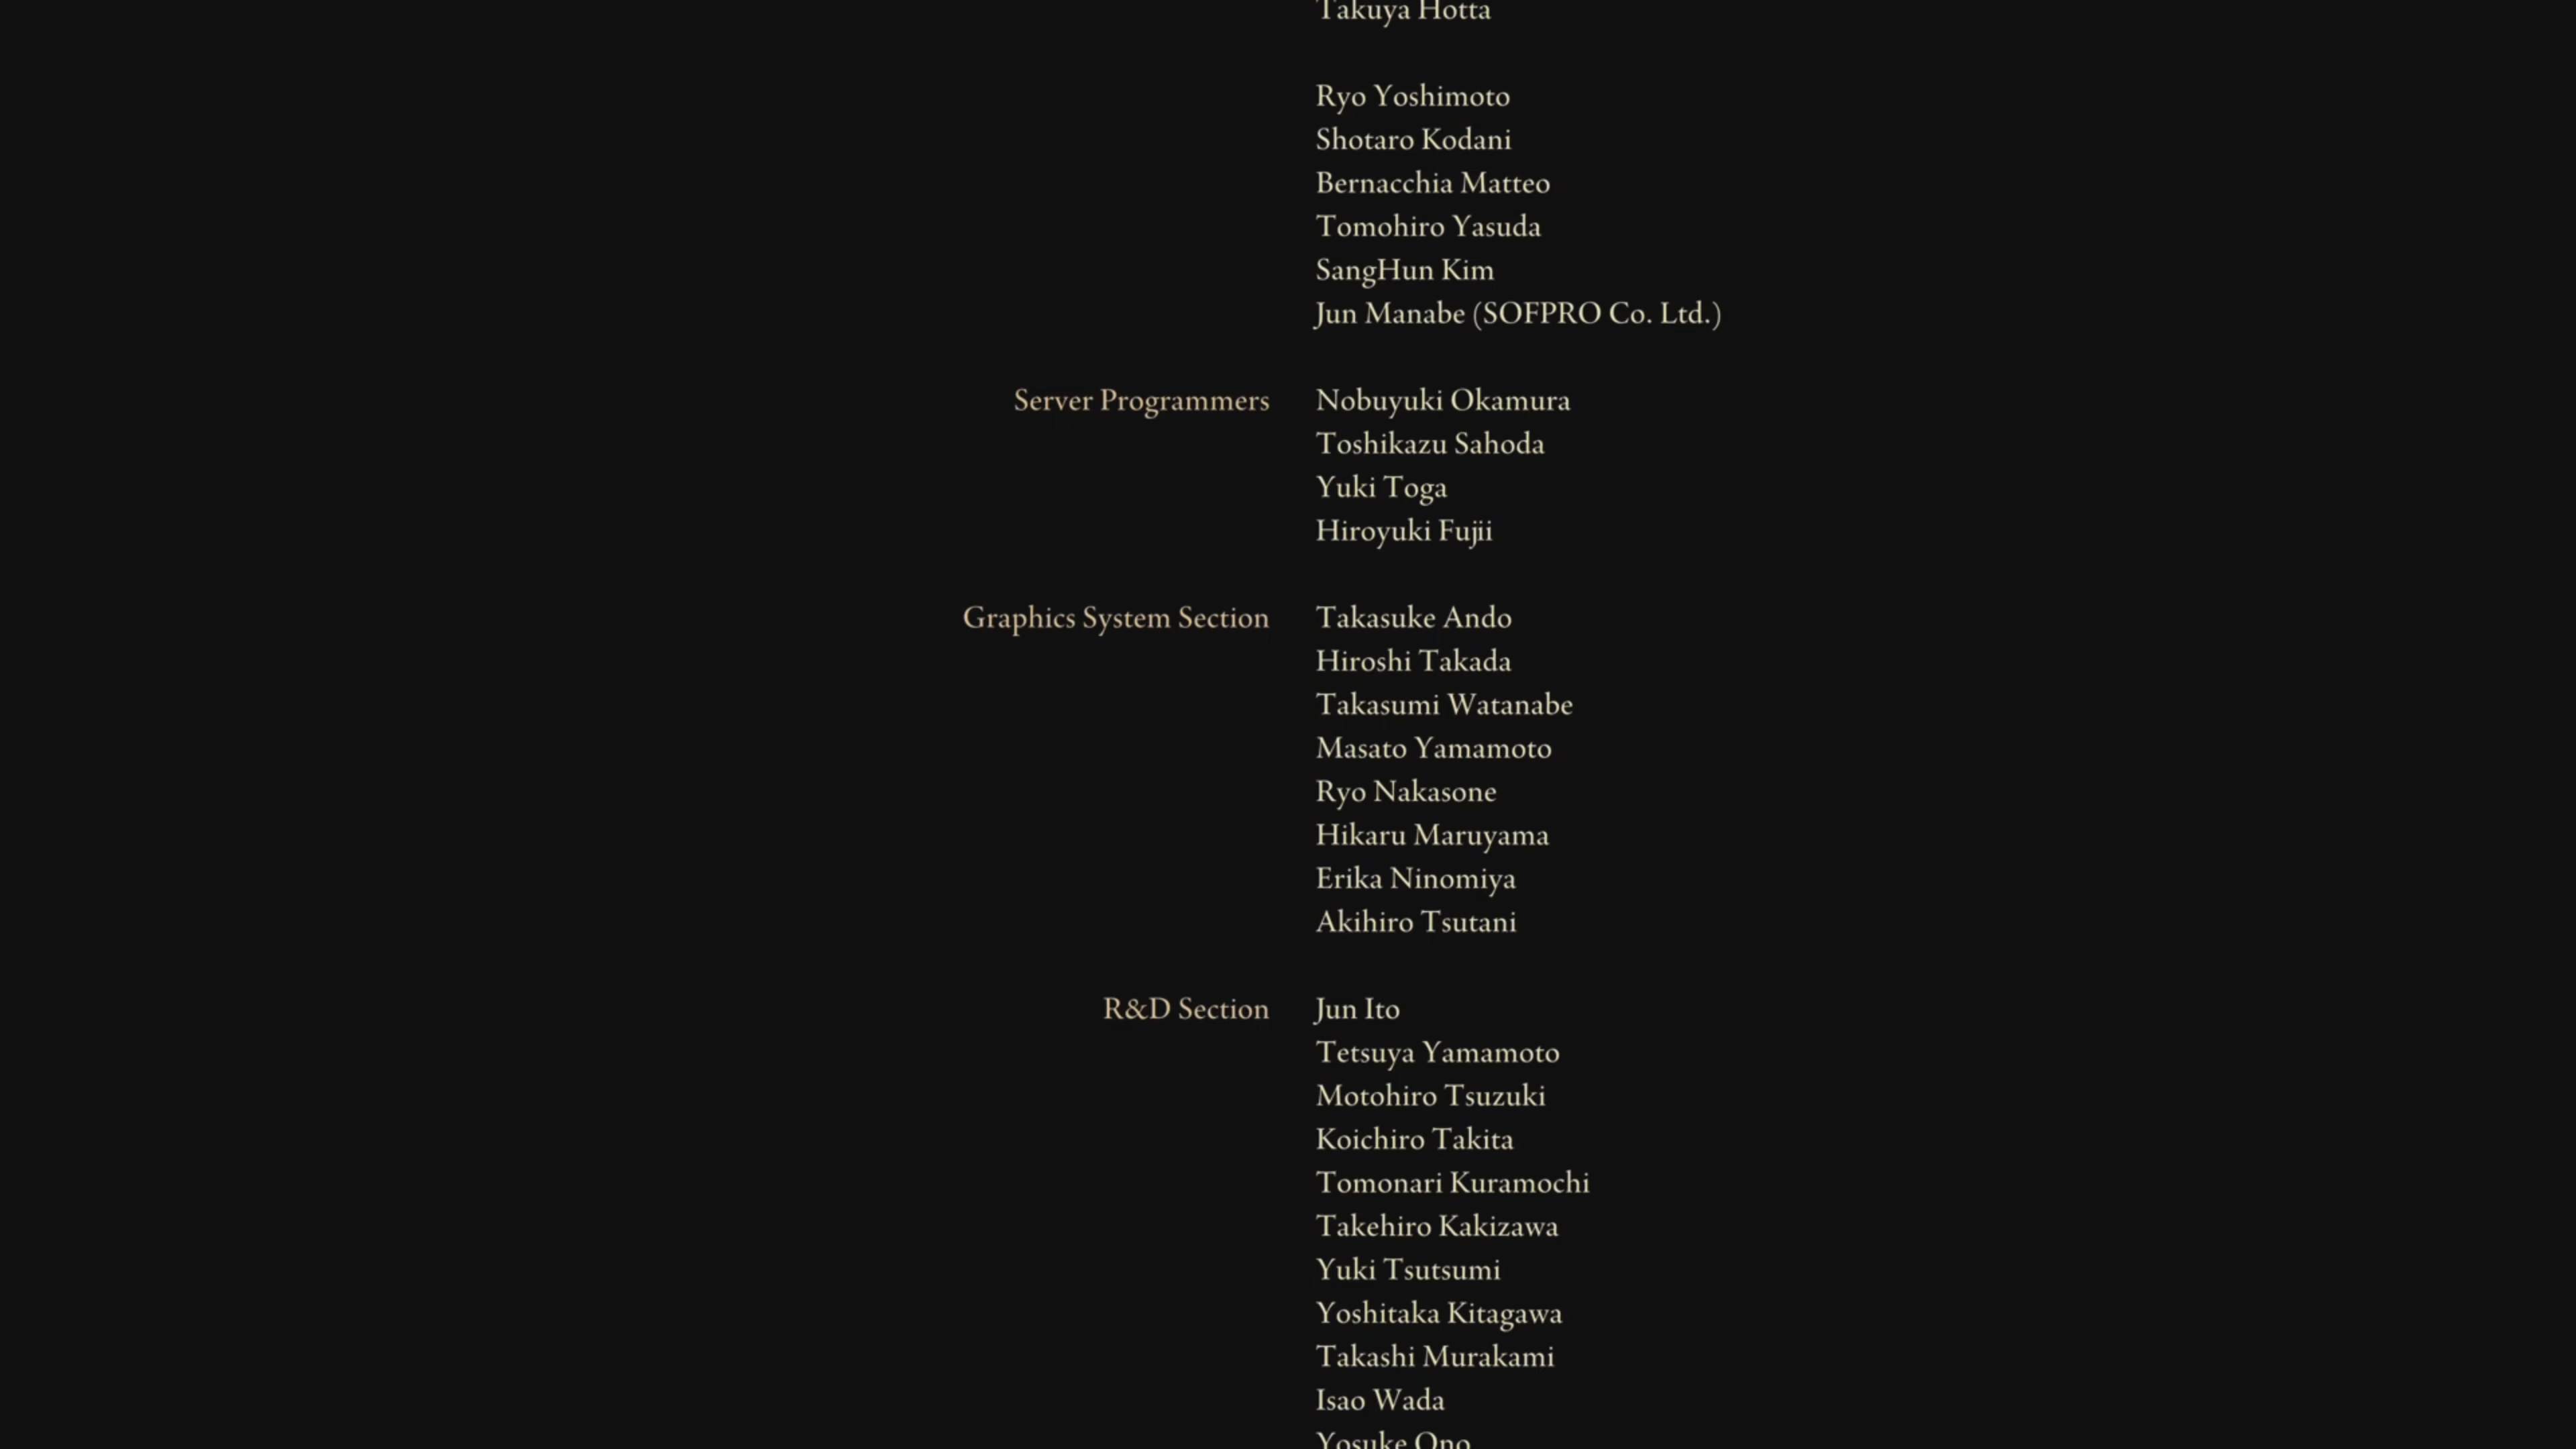 Takuya Hotta
Ryo Yoshimoto
Shotaro Kodani
Bernacchia Matteo
Tomohiro Yasuda
SangHun Kim
Jun Manabe (SOFPRO Co. Ltd.)
Server Programmers Nobuyuki Okamura
Toshikazu Sahoda
Yuki Toga
Hiroyuki Fujii
Graphics System Section Takasuke Ando
Hiroshi Takada
Takasumi Watanabe
Masato Yamamoto
Ryo Nakasone
Hikaru Maruyama
Erika Ninomiya
Akihiro Tsutani
R&D Section Jun Ito
Tetsuya Yamamoto
Motohiro Tsuzuki
Koichiro Takita
Tomonari Kuramochi
Takehiro Kakizawa
Yuki Tsutsumi
Yoshitaka Kitagawa
Takashi Murakami
Isao Wada
Yosuke Ono